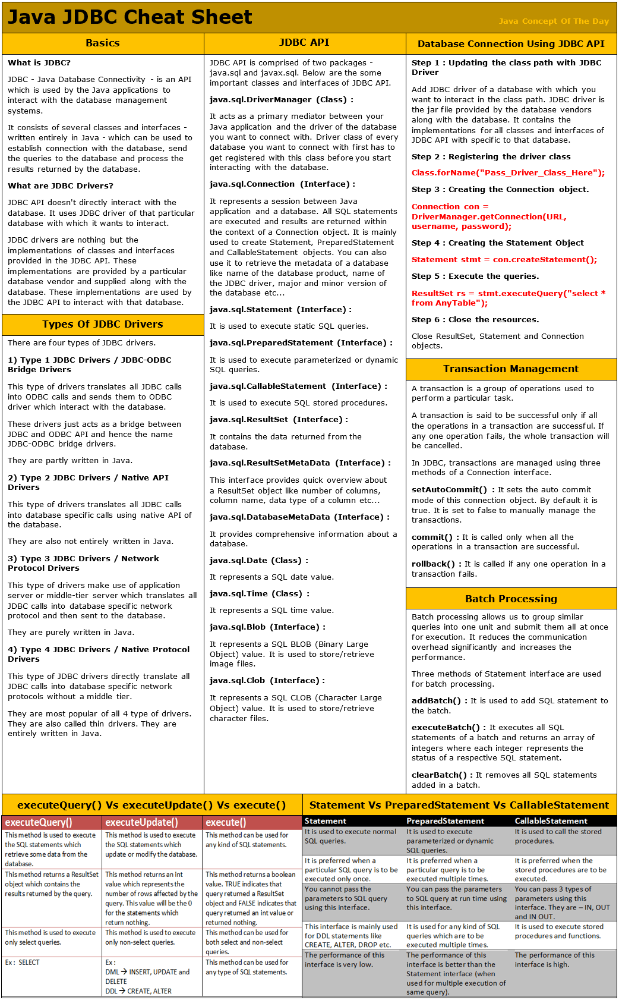 Java JDBC Cheat Sheet
Java Concept Of The Day
Basics
What is JDBC?
JDBC - Java Database Connectivity - is an API
which is used by the Java applications to
interact with the database management
systems.
It consists of several classes and interfaces -
written entirely in Java - which can be used to
establish connection with the database, send
the queries to the database and process the
results returned by the database.
What are JDBC Drivers?
JDBC API doesn't directly interact with the
database. It uses JDBC driver of that particular
database with which it wants to interact.
JDBC drivers are nothing but the
implementations of classes and interfaces
provided in the JDBC API. These
implementations are provided by a particular
database vendor and supplied along with the
database. These implementations are used by
the JDBC API to interact with that database.
Types Of JDBC Drivers
There are four types of JDBC drivers.
1) Type 1 JDBC Drivers / JDBC-ODBC
Bridge Drivers
This type of drivers translates all JDBC calls
into ODBC calls and sends them to ODBC
driver which interact with the database.
These drivers just acts as a bridge between
JDBC and ODBC API and hence the name
JDBC-ODBC bridge drivers.
They are partly written in Java.
2) Type 2 JDBC Drivers / Native API
Drivers
This type of drivers translates all JDBC calls
into database specific calls using native API of
the database.
They are also not entirely written in Java.
3) Type 3 JDBC Drivers / Network
Protocol Drivers
This type of drivers make use of application
server or middle-tier server which translates all
JDBC calls into database specific network
protocol and then sent to the database.
They are purely written in Java.
4) Type 4 JDBC Drivers / Native Protocol
Drivers
This type of JDBC drivers directly translate all
JDBC calls into database specific network
protocols without a middle tier.
They are most popular of all 4 type of drivers.
They are also called thin drivers. They are
entirely written in Java.
JDBC API
JDBC API is comprised of two packages -
java.sql and javax.sql. Below are the some
important classes and interfaces of JDBC API.
java.sql.DriverManager (Class) :
It acts as a primary mediator between your
Java application and the driver of the database
you want to connect with. Driver class of every
database you want to connect with first has to
get registered with this class before you start
interacting with the database.
java.sql.Connection (Interface) :
It represents a session between Java
application and a database. All SQL statements
are executed and results are returned within
the context of a Connection object. It is mainly
used to create Statement, PreparedStatement
and CallableStatement objects. You can also
use it to retrieve the metadata of a database
like name of the database product, name of
the JDBC driver, major and minor version of
the database etc...
java.sql.Statement (Interface) :
It is used to execute static SQL queries.
java.sql.PreparedStatement (Interface) :
It is used to execute parameterized or dynamic
SQL queries.
java.sql.CallableStatement (Interface) :
It is used to execute SQL stored procedures.
java.sql.ResultSet (Interface) :
It contains the data returned from the
database.
java.sql.ResultSetMetaData (Interface) :
This interface provides quick overview about
a ResultSet object like number of columns,
column name, data type of a column etc...
java.sql.DatabaseMetaData (Interface) :
It provides comprehensive information about a
database.
java.sql.Date (Class) :
It represents a SQL date value.
java.sql.Time (Class) :
It represents a SQL time value.
java.sql.Blob (Interface) :
It represents a SQL BLOB (Binary Large
Object) value. It is used to store/retrieve
image files.
java.sql.Clob (Interface) :
It represents a SQL CLOB (Character Large
Object) value. It is used to store/retrieve
character files.
Database Connection Using JDBC API
Step 1 : Updating the class path with JDBC
Driver
Add JDBC driver of a database with which you
want to interact in the class path. JDBC driver is
the jar file provided by the database vendors
along with the database. It contains the
implementations for all classes and interfaces of
JDBC API with specific to that database.
Step 2 : Registering the driver class
Class.forName("Pass_Driver_Class_Here");
Step 3 : Creating the Connection object.
Connection con =
DriverManager.getConnection(URL,
username, password);
Step 4 : Creating the Statement Object
Statement stmt = con.createStatement();
Step 5 : Execute the queries.
ResultSet rs = stmt.executeQuery("select *
from AnyTable");
Step 6 : Close the resources.
Close ResultSet, Statement and Connection
objects.
Transaction Management
A transaction is a group of operations used to
perform a particular task.
A transaction is said to be successful only if all
the operations in a transaction are successful. If
any one operation fails, the whole transaction will
be cancelled.
In JDBC, transactions are managed using three
methods of a Connection interface.
setAutoCommit() : It sets the auto commit
mode of this connection object. By default it is
true. It is set to false to manually manage the
transactions.
commit() : It is called only when all the
operations in a transaction are successful.
rollback() : It is called if any one operation in a
transaction fails.
Batch Processing
Batch processing allows us to group similar
queries into one unit and submit them all at once
for execution. It reduces the communication
overhead significantly and increases the
performance.
Three methods of Statement interface are used
for batch processing.
addBatch() : It is used to add SQL statement to
the batch.
executeBatch() : It executes all SQL
statements of a batch and returns an array of
integers where each integer represents the
status of a respective SQL statement.
clearBatch() : It removes all SQL statements
added in a batch.
executeQuery() Vs executeUpdate() Vs execute()
executeQuery()
executeUpdate()
execute()
This method is used to execute
the SQL statements which
retrieve some data from the
database.
This method is used to execute
the SQL statements which
update or modify the database.
This method can be used for
any kind of SQL statements.
This method returns a ResultSet
object which contains the
results returned by the query.
This method returns an int
value which represents the
number of rows affected by the
query. This value will be the 0
for the statements which
return nothing.
This method returns a boolean
value. TRUE indicates that
query returned a ResultSet
object and FALSE indicates that
query returned an int value or
returned nothing.
This method is used to execute
only select queries.
This method is used to execute
only non-select queries.
This method can be used for
both select and non-select
queries.
Ex : SELECT
Ex :
DML → INSERT, UPDATE and
DELETE
DDL → CREATE, ALTER
This method can be used for
any type of SQL statements.
Statement Vs PreparedStatement Vs CallableStatement
Statement
PreparedStatement
CallableStatement
It is used to execute normal
SQL queries.
It is used to execute
parameterized or dynamic
SQL queries.
It is used to call the stored
procedures.
It is preferred when a
particular SQL query is to be
executed only once.
It is preferred when a
particular query is to be
executed multiple times.
It is preferred when the
stored procedures are to be
executed.
You cannot pass the
parameters to SQL query
using this interface.
You can pass the parameters
to SQL query at run time using
this interface.
You can pass 3 types of
parameters using this
interface. They are – IN, OUT
and IN OUT.
This interface is mainly used
for DDL statements like
CREATE, ALTER, DROP etc.
It is used for any kind of SQL
queries which are to be
executed multiple times.
It is used to execute stored
procedures and functions.
The performance of this
interface is very low.
The performance of this
interface is better than the
Statement interface (when
used for multiple execution of
same query).
The performance of this
interface is high.